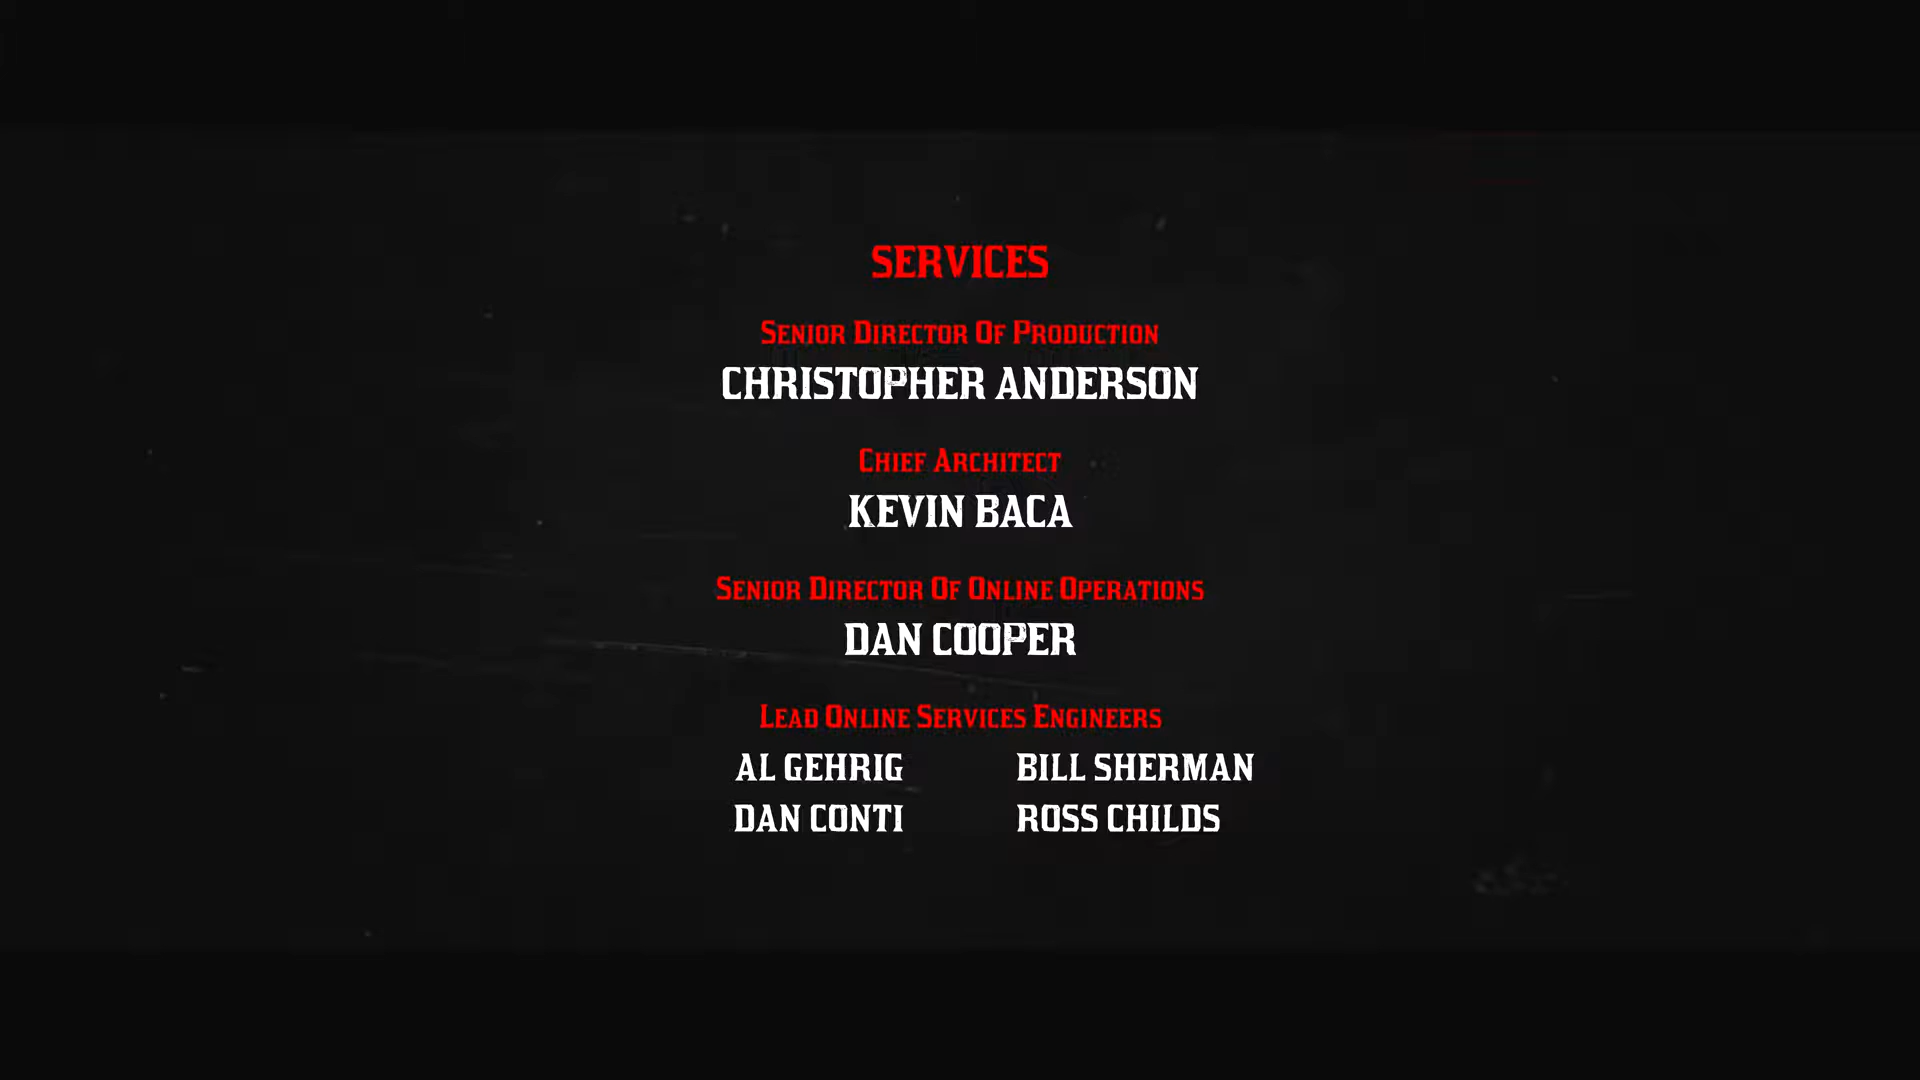 SERVICES
Senior Director Of Production
CHRISTOPHER ANDERSON
Chief Architect
KEVIN BACA
Senior Director Of Online Operations
DAN COOPER
Lead Online Services Engineers
AL GEHRIG BILL SHERMAN
DAN CONTI ROSS CHILDS